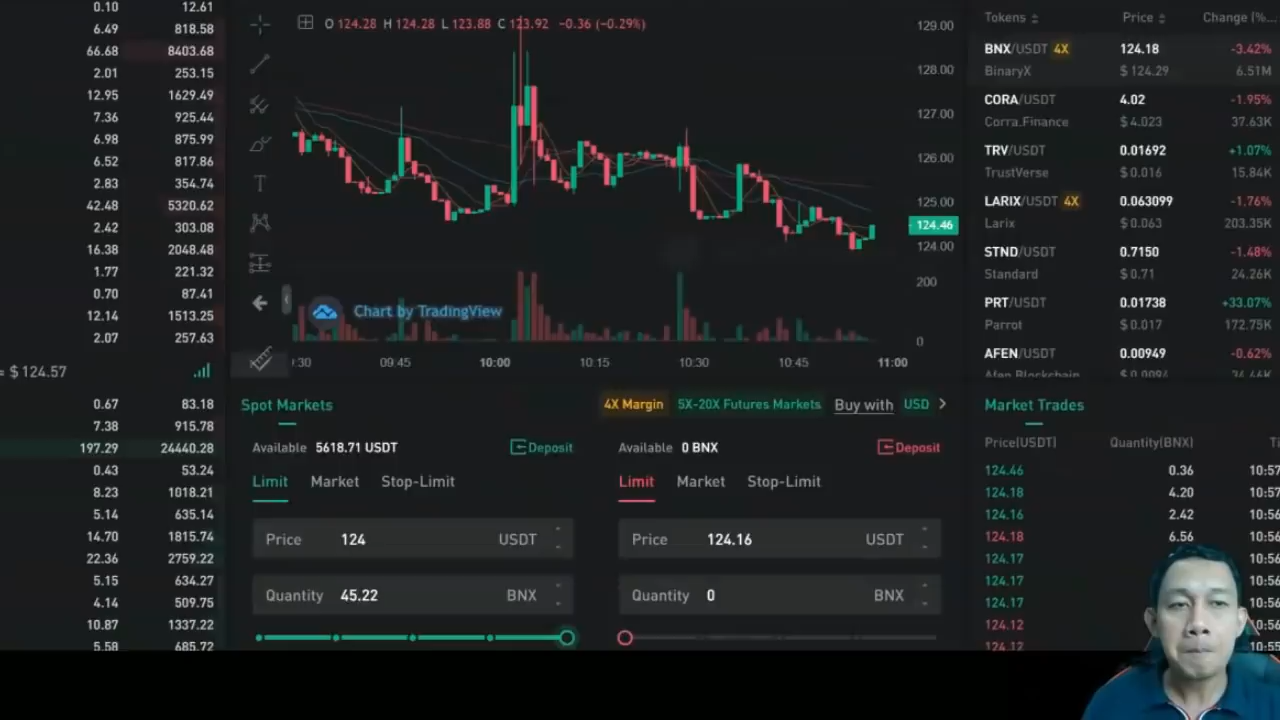 0.10 12.61
6.49 818.58
66.68 8403.68
2.01 253.15
12.95 1629.49
7.36 925.44
6.98 875.99
6.52 817.86
2.83 354.74
42.48 5320.62
2.42 303.08
16.38 2048.48
1.77 221.32
0.70 87.41
12.14 1513.25
2.07 257.63
= $ 124.57
0.67 83.18
7.38 915.78
197.29 24440.28
0.43 53.24
8.23 1018.21
5.14 635.14
14.70 1815.74
22.36 2759.22
5.15 634.27
4.14 509.75
10.87 1337.22
5.58 685.72
O 124.28 H 124.28 L 123.88 C 123.92 -0.36 (-0.29%)
129.00
128.00
127.00
126.00
125.00
124.46
124.00
200
0
Chart by TradingView
:30 09:45 10:00 10:15 10:30 10:45 11:00
Spot Markets 4X Margin 5X-20X Futures Markets Buy with USD
Available 5618.71 USDT Deposit
Limit Market Stop-Limit
Price 124 USDT
Quantity 45.22 BNX
Available 0 BNX Deposit
Limit Market Stop-Limit
Price 124.16 USDT
Quantity 0 BNX
Tokens Price Change (%...
BNX/USDT 4X 124.18 -3.42%
BinaryX $ 124.29 6.51M
CORA/USDT 4.02 -1.95%
Corra.Finance $ 4.023 37.63K
TRV/USDT 0.01692 +1.07%
TrustVerse $ 0.016 15.84K
LARIX/USDT 4X 0.063099 -1.76%
Larix $ 0.063 203.35K
STND/USDT 0.7150 -1.48%
Standard $ 0.71 24.26K
PRT/USDT 0.01738 +33.07%
Parrot $ 0.017 172.75K
AFEN/USDT 0.00949 -0.62%
Afen Blockchain $ 0.0094
Market Trades
Price(USDT) Quantity(BNX)
124.46 0.36 10:57
124.18 4.20 10:57
124.16 2.42 10:56
124.18 6.56 10:56
124.17 10:56
124.17 10:56
124.17 10:56
124.12 10:56
124.12 10:55